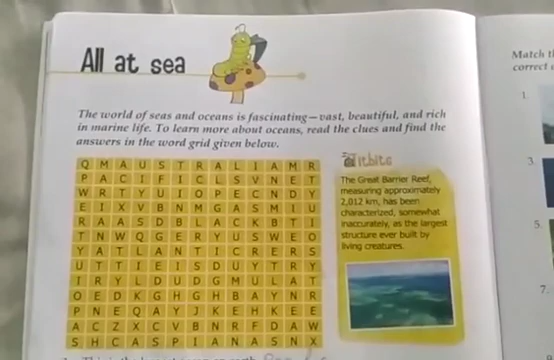 All at sea
The world of seas and oceans is fascinating—vast, beautiful, and rich
in marine life. To learn more about oceans, read the clues and find the
answers in the word grid given below.
Q M A U S T R A L I A M R
P A C I F I C L S V N E T
W R T Y U I O P E C N D Y
E I X V B N M G A S M I U
R A A S D B L A C K B T I
T N W Q G E R Y U S W E O
Y A T L A N T I C R E R S
U T T I E I S D U Y T R Y
I R Y L D U D G M U L A T
O E D K G H G H B A Y N R
P N E Q A Y J K E H K E E
A C Z X C V B N R F D A W
S H C A S P I A N A S N X
Titbits
The Great Barrier Reef,
measuring approximately
2,012 km, has been
characterized, somewhat
inaccurately, as the largest
structure ever built by
living creatures.
Match
correct
1.
3.
5.
7.